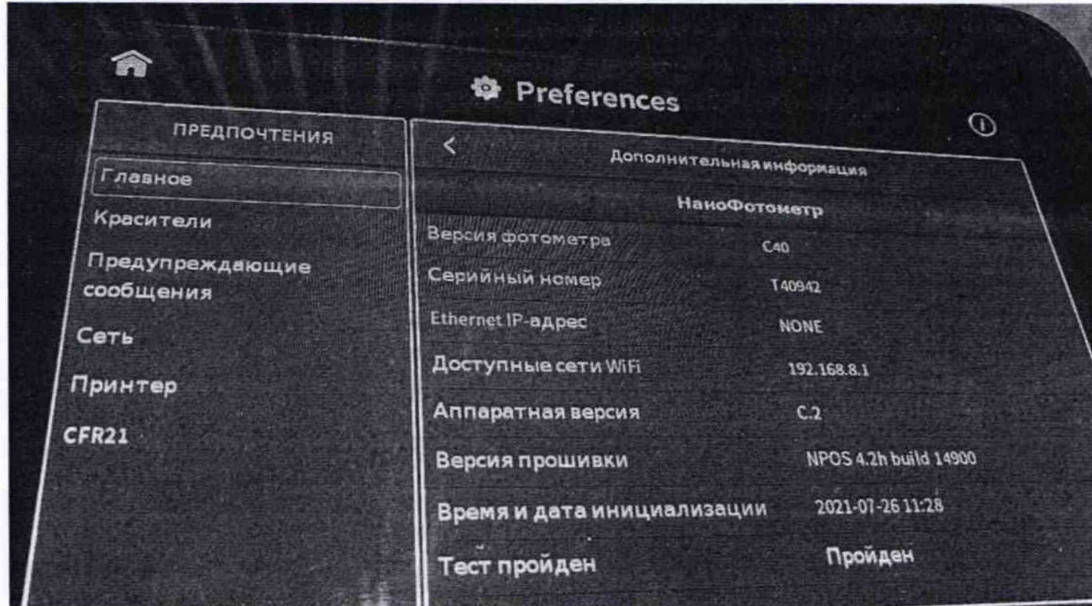 Preferences
ПРЕДПОЧТЕНИЯ
Главное
Красители
Предупреждающие
сообщения
Сеть
Принтер
CFR21
Дополнительная информация
НаноФотометр
Версия фотометра C40
Серийный номер T40942
Ethernet IP-адрес NONE
Доступные сети WiFi 192.168.8.1
Аппаратная версия C.2
Версия прошивки NPOS 4.2h build 14900
Время и дата инициализации 2021-07-26 11:28
Тест пройден Пройден